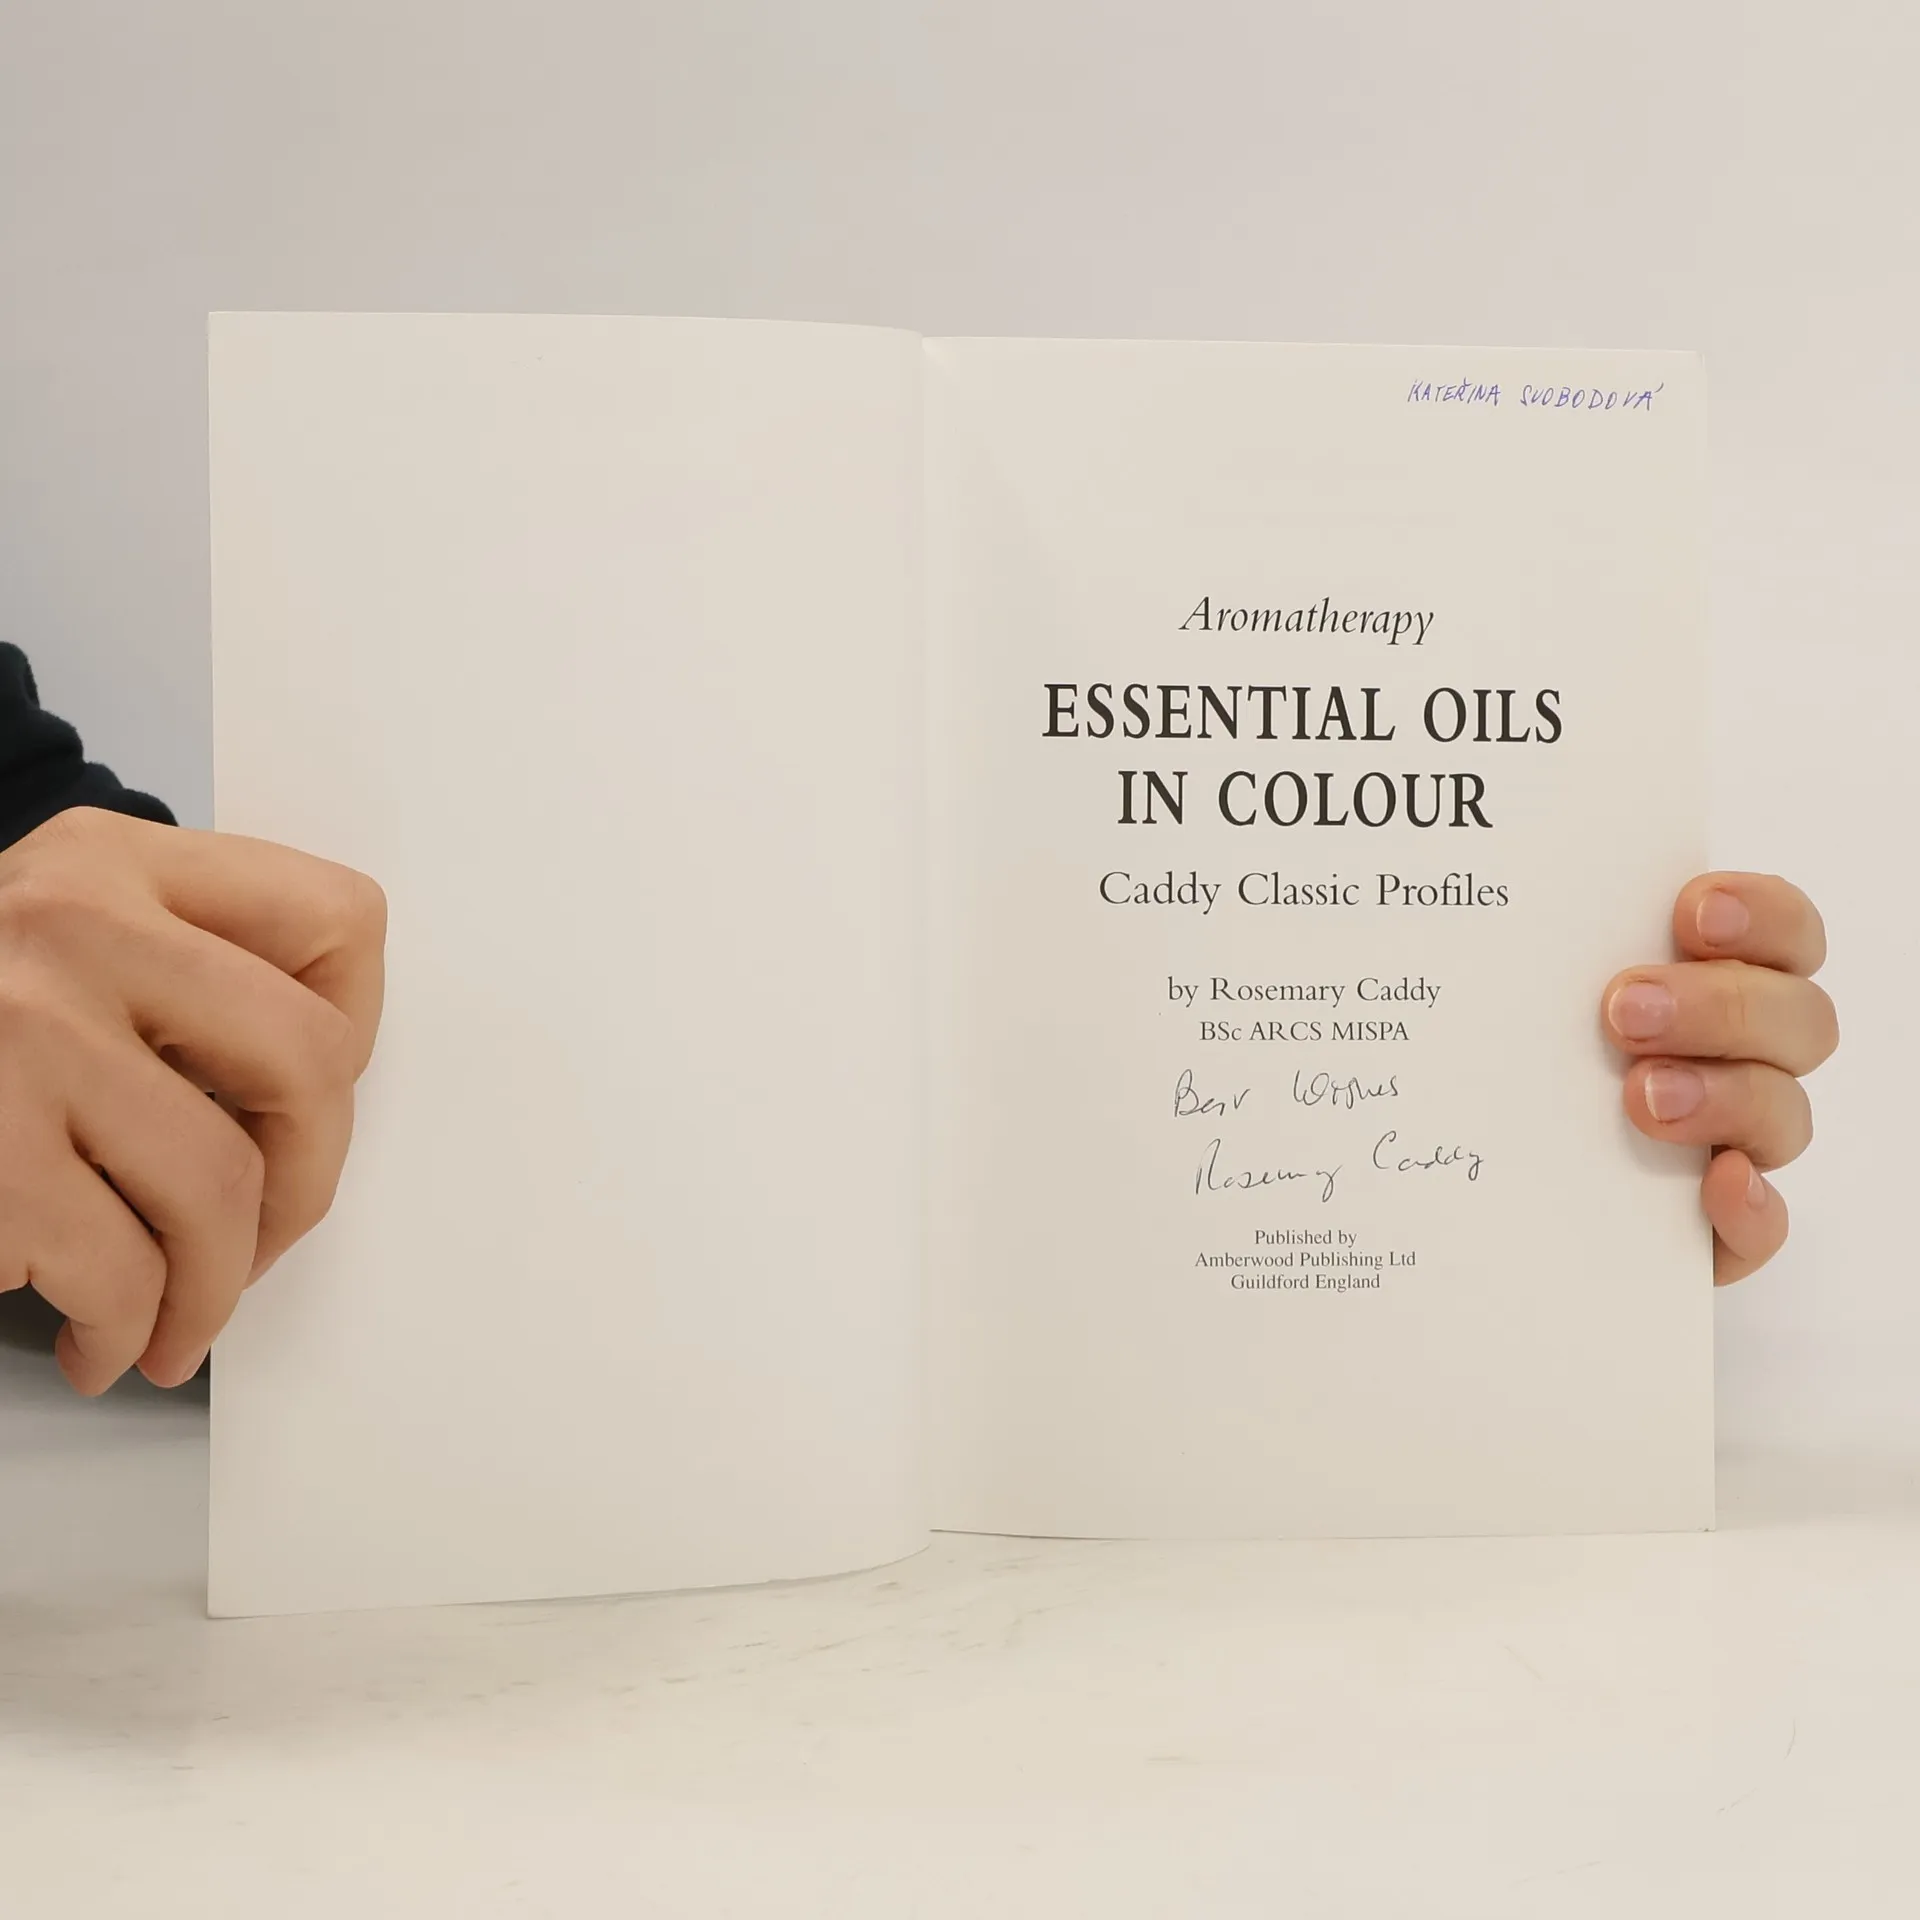 KATEŘINA SVOBODOVÁ
Aromatherapy
ESSENTIAL OILS
IN COLOUR
Caddy Classic Profiles
by Rosemary Caddy
BSc ARCS MISPA
Best Wishes
Rosemary Caddy
Published by
Amberwood Publishing Ltd
Guildford England